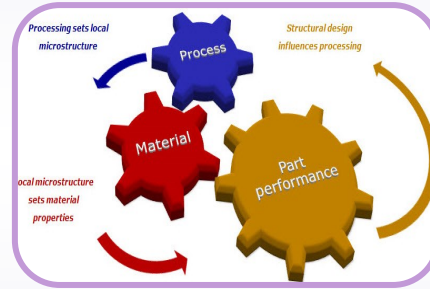 Processing sets local
microstructure
Structural design
influences processing
Process
Material
Part
performance
ocal microstructure
sets material
properties